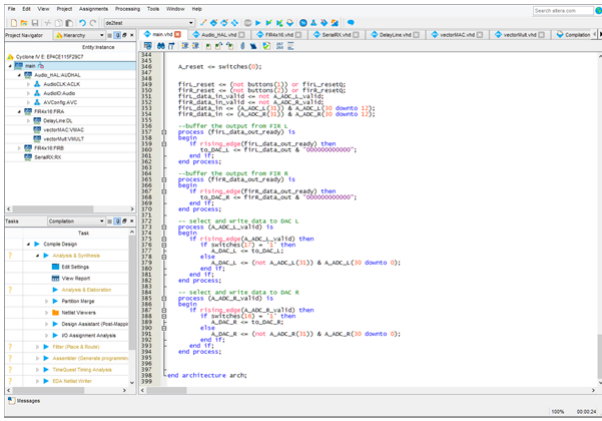 File Edit View Project Assignments Processing Tools Window Help
Search altera.com
de2test
Project Navigator
Hierarchy
main.vhd
Audio_HAL.vhd
FIR4x16.vhd
SerialRX.vhd
DelayLine.vhd
vectorMAC.vhd
vectorMult.vhd
Compilation
Entity:Instance
Cyclone IV E: EP4CE115F29C7
main
Audio_HAL:AUDHAL
AudioCLK:ACLK
AudioIO:Audio
AVConfig:AVC
FIR4x16:FIRA
DelayLine:DL
vectorMAC:VMAC
vectorMult:VMULT
FIR4x16:FIRB
SerialRX:RX
Tasks
Compilation
Task
Compile Design
Analysis & Synthesis
Edit Settings
View Report
Analysis & Elaboration
Partition Merge
Netlist Viewers
Design Assistant (Post-Mapp
I/O Assignment Analysis
Fitter (Place & Route)
Assembler (Generate programmin
TimeQuest Timing Analysis
EDA Netlist Writer
344
345
346 A_reset <= switches(0);
347
348
349 firL_reset <= (not buttons(1)) or firL_resetQ;
350 firR_reset <= (not buttons(2)) or firR_resetQ;
351 firL_data_in_valid <= not A_ADC_L_valid;
352 firR_data_in_valid <= not A_ADC_R_valid;
353 firL_data_in <= (A_ADC_L(31)) & A_ADC_L(30 downto 12);
354 firR_data_in <= (A_ADC_R(31)) & A_ADC_R(30 downto 12);
355
356 --buffer the output from FIR L
357 process (firL_data_out_ready) is
358 begin
359 if rising_edge(firL_data_out_ready) then
360 to_DAC_L <= firL_data_out & "000000000000";
361 end if;
362 end process;
363
364 --buffer the output from FIR R
365 process (firR_data_out_ready) is
366 begin
367 if rising_edge(firR_data_out_ready) then
368 to_DAC_R <= firR_data_out & "000000000000";
369 end if;
370 end process;
371
372 -- select and write data to DAC L
373 process (A_ADC_L_valid) is
374 begin
375 if rising_edge(A_ADC_L_valid) then
376 if switches(17) = '1' then
377 A_DAC_L <= to_DAC_L;
378 else
379 A_DAC_L <= (not A_ADC_L(31)) & A_ADC_L(30 downto 0);
380 end if;
381 end if;
382 end process;
383
384 -- select and write data to DAC R
385 process (A_ADC_R_valid) is
386 begin
387 if rising_edge(A_ADC_R_valid) then
388 if switches(16) = '1' then
389 A_DAC_R <= to_DAC_R;
390 else
391 A_DAC_R <= (not A_ADC_R(31)) & A_ADC_R(30 downto 0);
392 end if;
393 end if;
394 end process;
395
396
397
398 end architecture arch;
399
Messages
100% 00:00:24